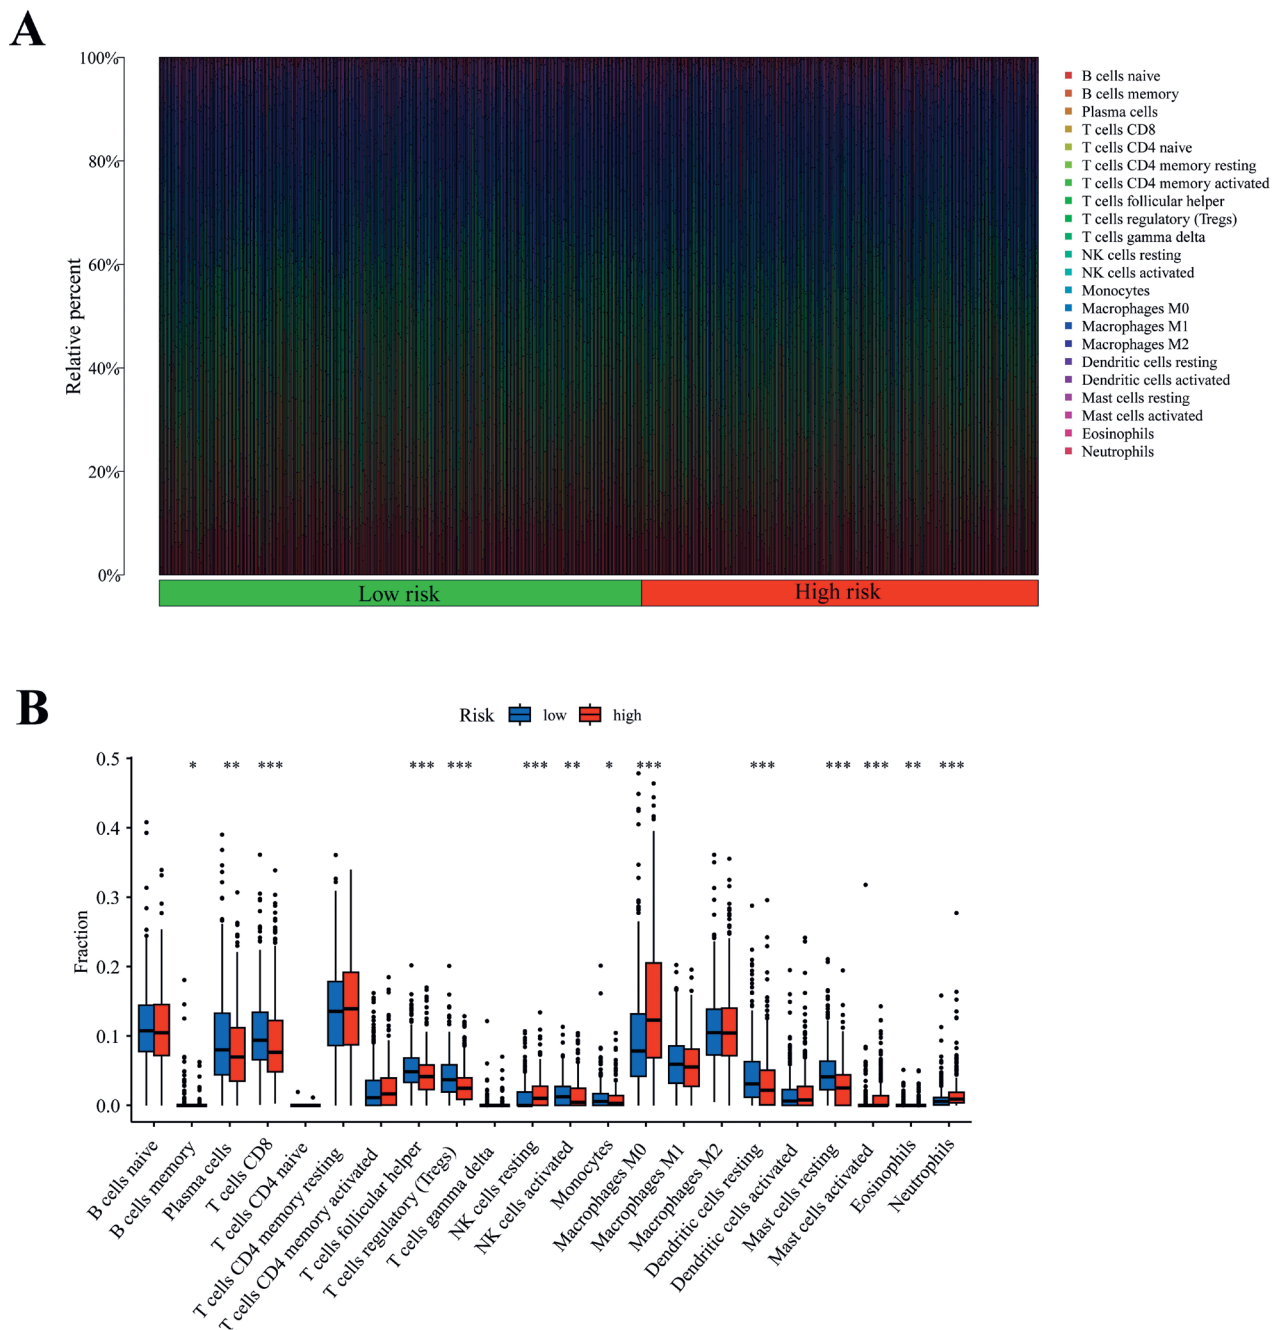 A
100%
80%
60%
40%
20%
0%
Relative percent
Low risk
High risk
B cells naive
B cells memory
Plasma cells
T cells CD8
T cells CD4 naive
T cells CD4 memory resting
T cells CD4 memory activated
T cells follicular helper
T cells regulatory (Tregs)
T cells gamma delta
NK cells resting
NK cells activated
Monocytes
Macrophages M0
Macrophages M1
Macrophages M2
Dendritic cells resting
Dendritic cells activated
Mast cells resting
Mast cells activated
Eosinophils
Neutrophils
B
Risk low high
* ** *** *** *** *** ** * *** *** *** *** ** ***
0.5
0.4
0.3
0.2
0.1
0.0
Fraction
B cells naive
B cells memory
Plasma cells
T cells CD8
T cells CD4 naive
T cells CD4 memory resting
T cells CD4 memory activated
T cells follicular helper
T cells regulatory (Tregs)
T cells gamma delta
NK cells resting
NK cells activated
Monocytes
Macrophages M0
Macrophages M1
Macrophages M2
Dendritic cells resting
Dendritic cells activated
Mast cells resting
Mast cells activated
Eosinophils
Neutrophils